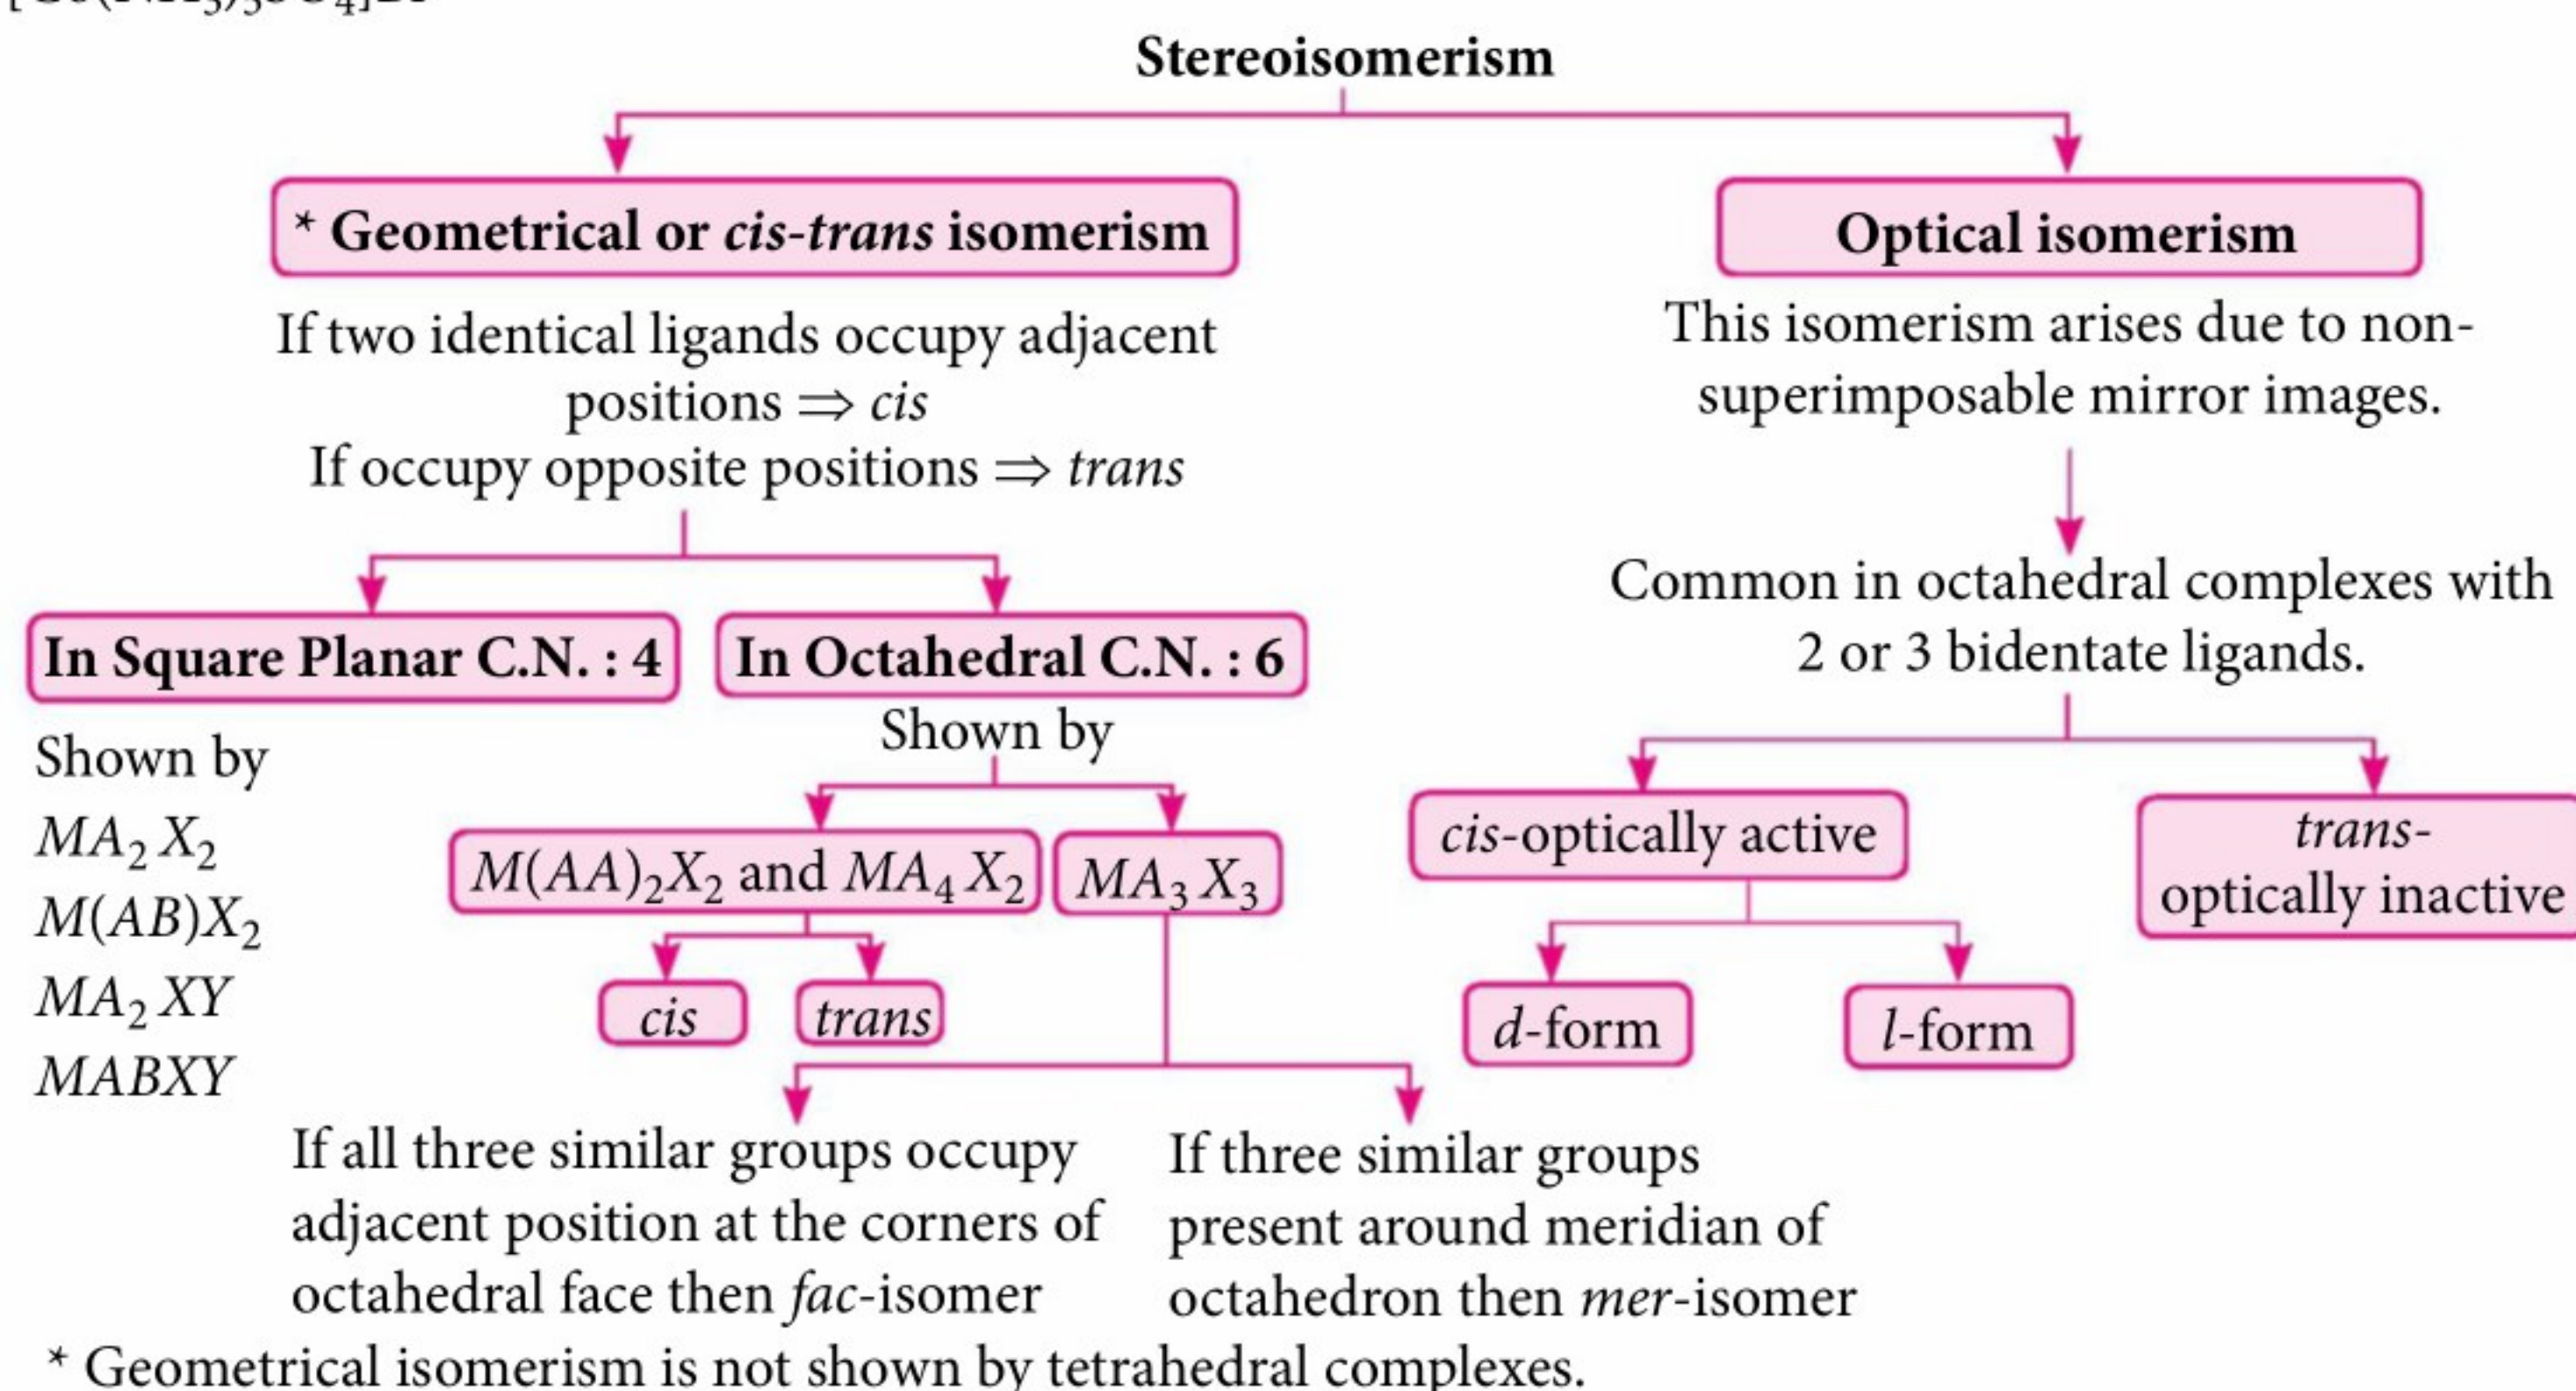 Stereoisomerism
* Geometrical or cis-trans isomerism
If two identical ligands occupy adjacent
positions ⇒ cis
If occupy opposite positions ⇒ trans
In Square Planar C.N. : 4
Shown by
MA₂X₂
M(AB)X₂
MA₂XY
MABXY
In Octahedral C.N. : 6
Shown by
M(AA)₂X₂ and MA₄X₂
cis
trans
MA₃X₃
If all three similar groups occupy
adjacent position at the corners of
octahedral face then fac-isomer
If three similar groups
present around meridian of
octahedron then mer-isomer
Optical isomerism
This isomerism arises due to non-
superimposable mirror images.
Common in octahedral complexes with
2 or 3 bidentate ligands.
cis-optically active
d-form
l-form
trans-
optically inactive
* Geometrical isomerism is not shown by tetrahedral complexes.